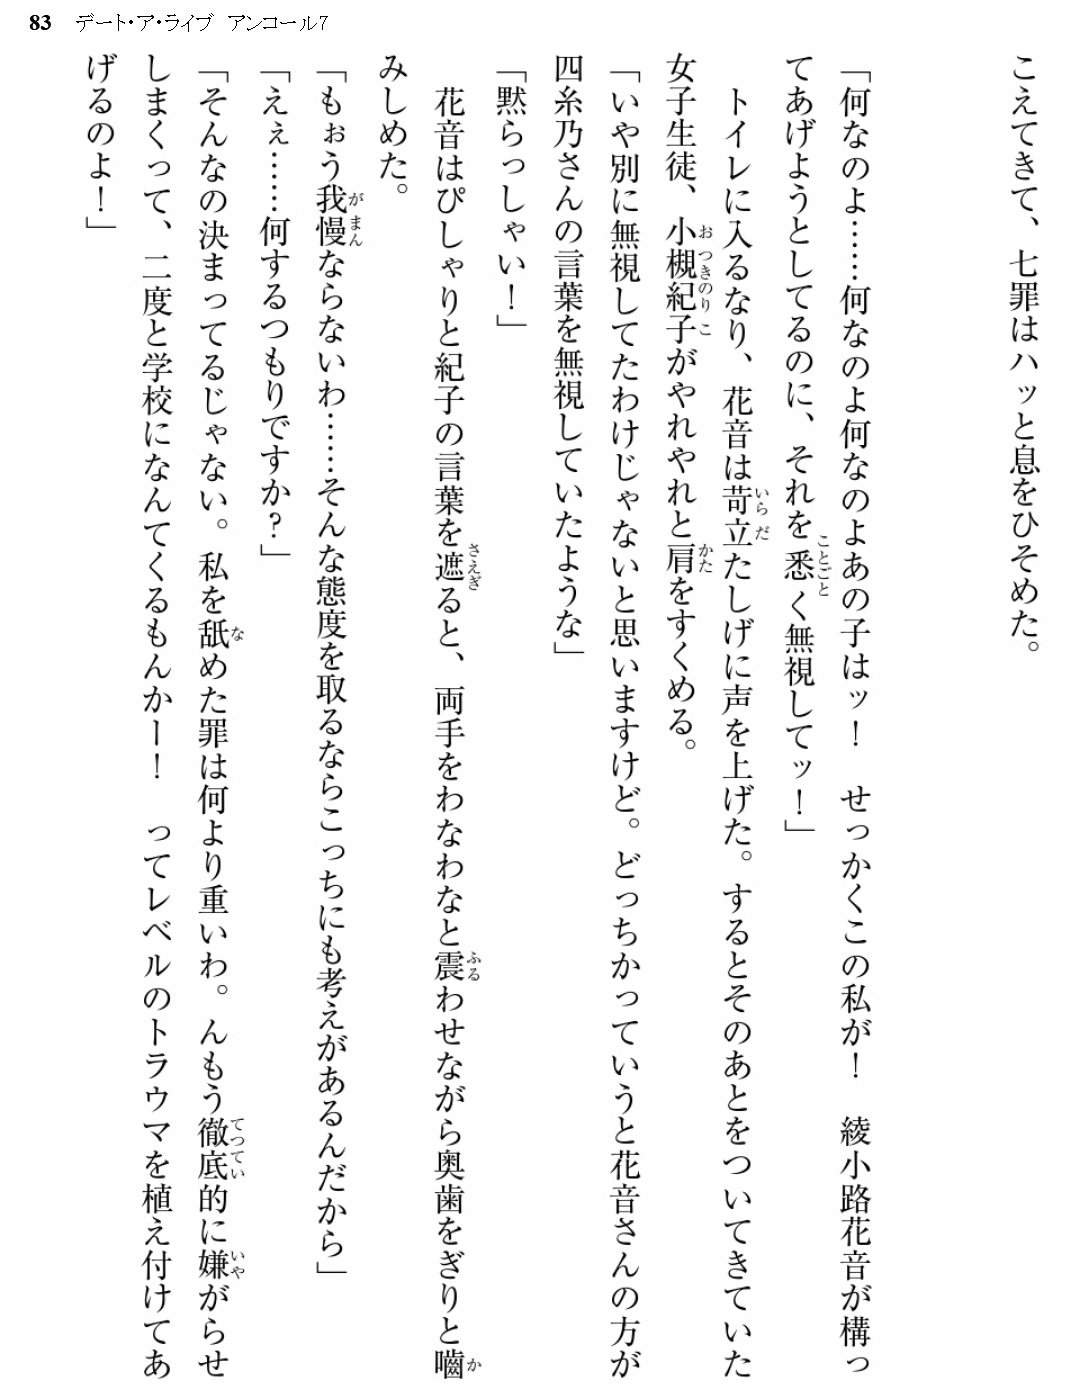 83 デート・ア・ライブ アンコール7
こえてきて、七罪はハッと息をひそめた。
「何なのよ……何なのよ何なのよあの子はッ！　せっかくこの私が！　綾小路花音が構っ
てあげようとしてるのに、それを悉く無視してッ！」
　トイレに入るなり、花音は苛立たしげに声を上げた。するとそのあとをついてきていた
女子生徒、小槻紀子がやれやれと肩をすくめる。
「いや別に無視してたわけじゃないと思いますけど。どっちかっていうと花音さんの方が
四糸乃さんの言葉を無視していたような」
「黙らっしゃい！」
　花音はぴしゃりと紀子の言葉を遮ると、両手をわなわなと震わせながら奥歯をぎりと嚙
みしめた。
「もぉう我慢ならないわ……そんな態度を取るならこっちにも考えがあるんだから」
「えぇ……何するつもりですか？」
「そんなの決まってるじゃない。私を舐めた罪は何より重いわ。んもう徹底的に嫌がらせ
しまくって、二度と学校になんてくるもんかー！　ってレベルのトラウマを植え付けてあ
げるのよ！」